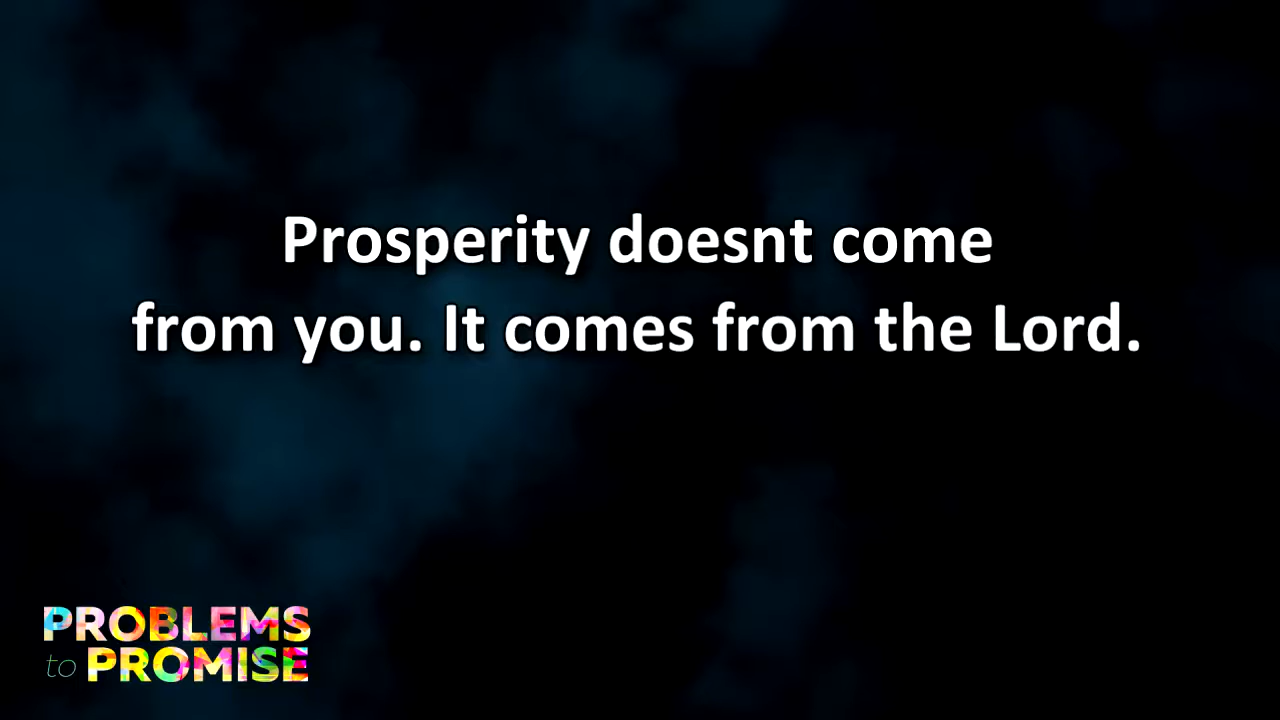 Prosperity doesnt come
from you. It comes from the Lord.
PROBLEMS
to PROMISE